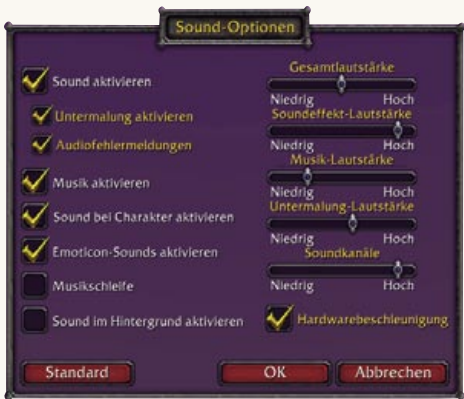 Sound-Optionen
Sound aktivieren
Untermalung aktivieren
Audiofehlermeldungen
Musik aktivieren
Sound bei Charakter aktivieren
Emoticon-Sounds aktivieren
Musikschleife
Sound im Hintergrund aktivieren
Gesamtlautstärke
Niedrig Hoch
Soundeffekt-Lautstärke
Niedrig Hoch
Musik-Lautstärke
Niedrig Hoch
Untermalung-Lautstärke
Niedrig Hoch
Soundkanäle
Niedrig Hoch
Hardwarebeschleunigung
Standard OK Abbrechen